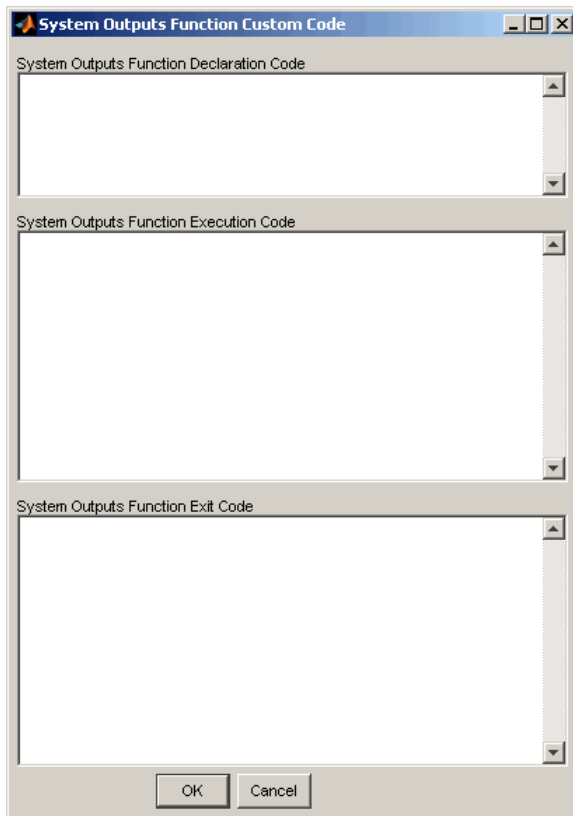 System Outputs Function Custom Code
System Outputs Function Declaration Code
System Outputs Function Execution Code
System Outputs Function Exit Code
OK
Cancel